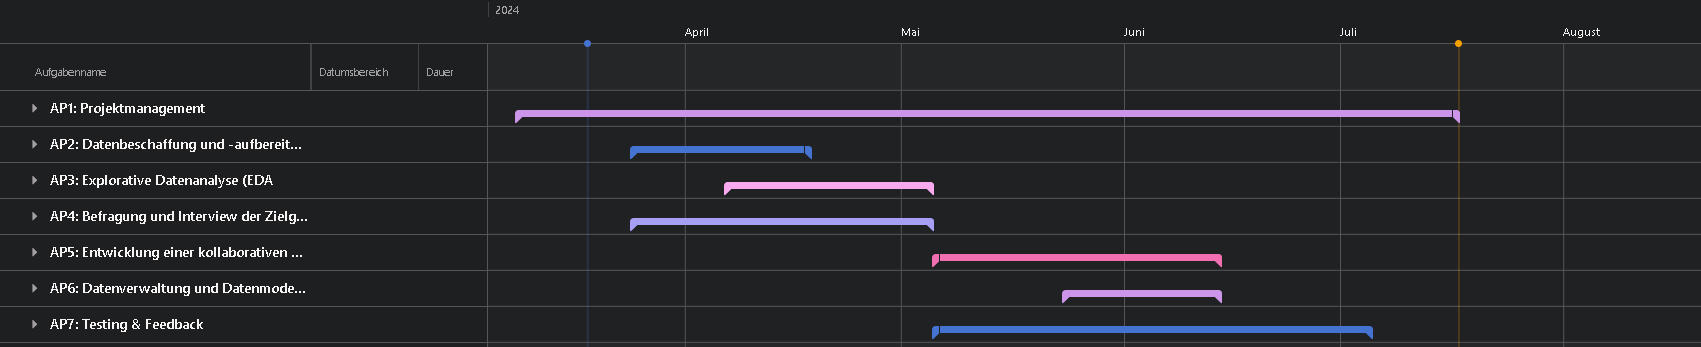 2024
April Mai Juni Juli August
Aufgabenname Datumsbereich Dauer
AP1: Projektmanagement
AP2: Datenbeschaffung und -aufbereit...
AP3: Explorative Datenanalyse (EDA
AP4: Befragung und Interview der Zielg...
AP5: Entwicklung einer kollaborativen ...
AP6: Datenverwaltung und Datenmode...
AP7: Testing & Feedback